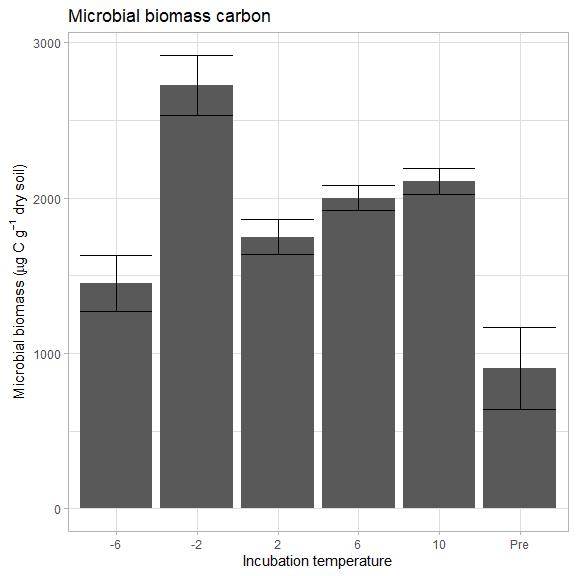 Microbial biomass carbon
3000
2000
1000
0
Microbial biomass (μg C g⁻¹ dry soil)
-6 -2 2 6 10 Pre
Incubation temperature